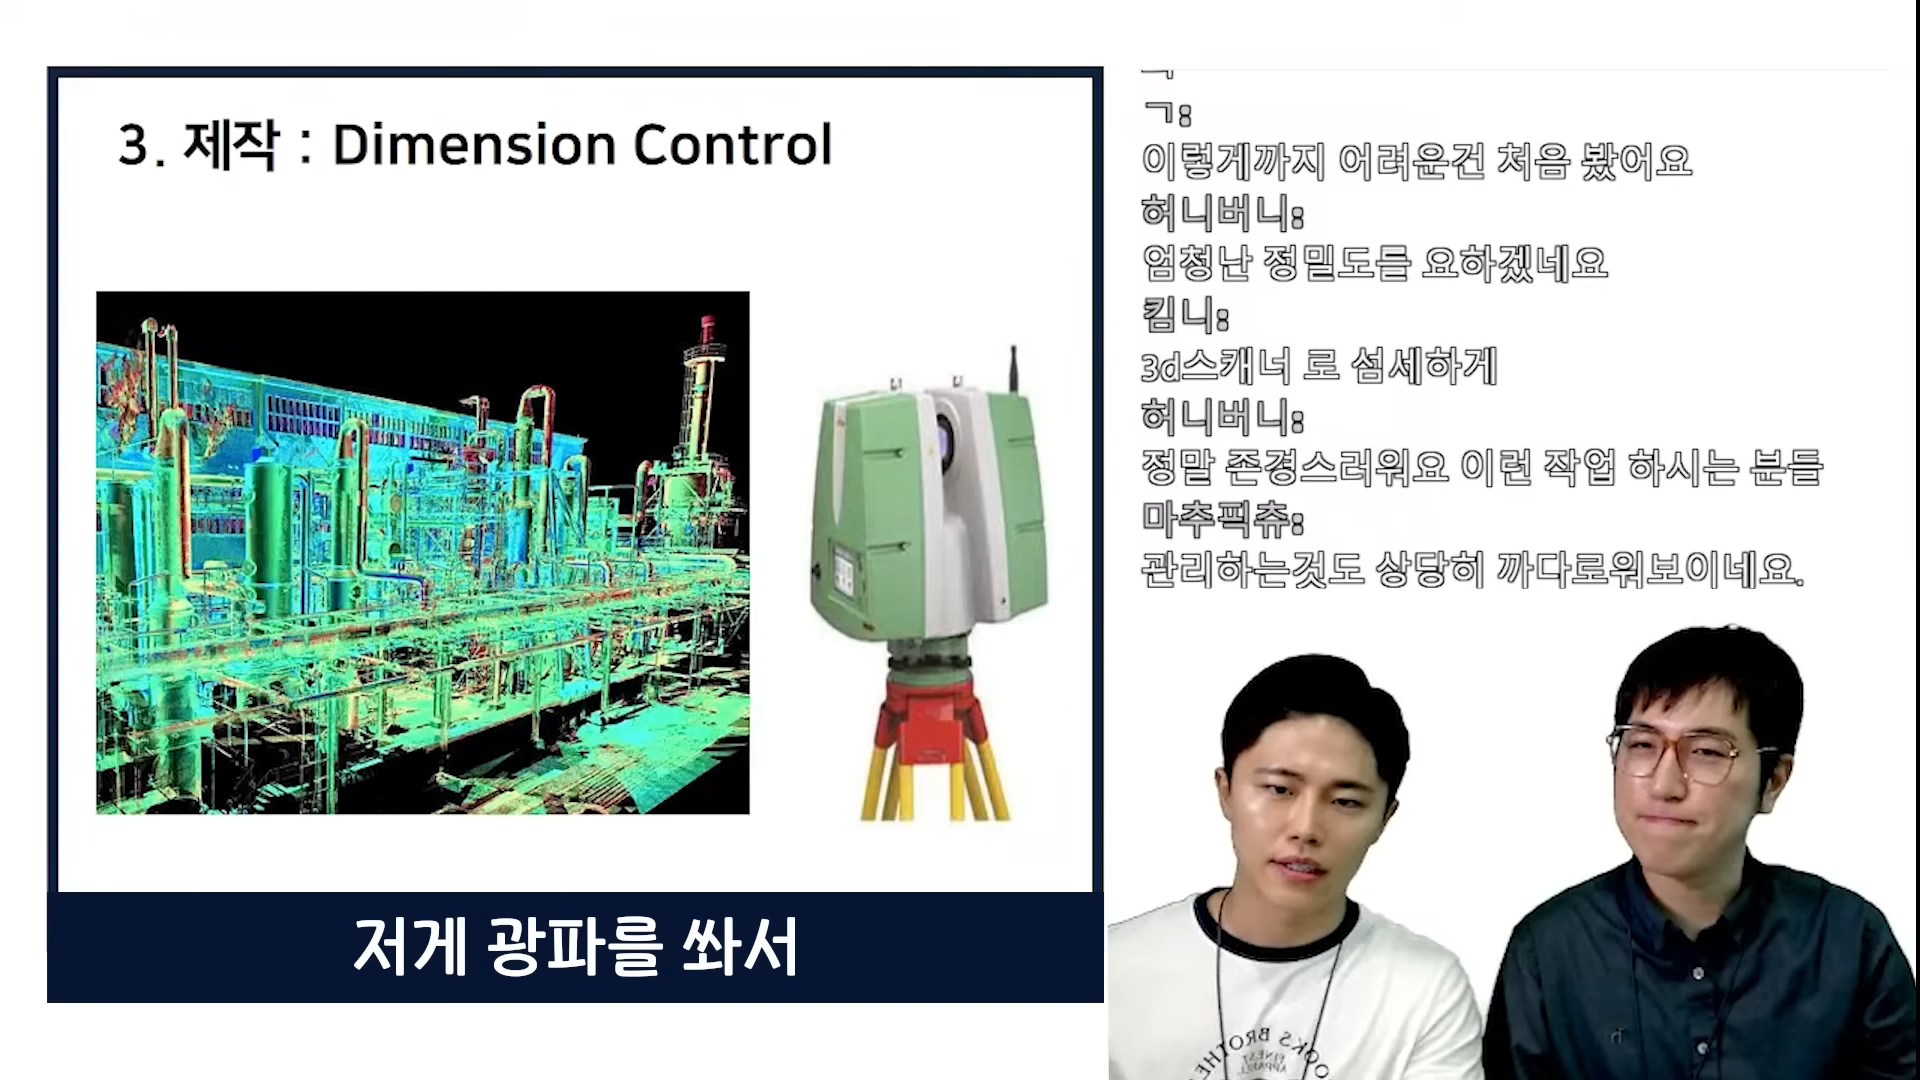 3. 제작 : Dimension Control
저게 광파를 쏴서
ㄱ:
이렇게까지 어려운건 처음 봤어요
허니버니:
엄청난 정밀도를 요하겠네요
킴니:
3d스캐너 로 섬세하게
허니버니:
정말 존경스러워요 이런 작업 하시는 분들
마추픽츄:
관리하는것도 상당히 까다로워보이네요.